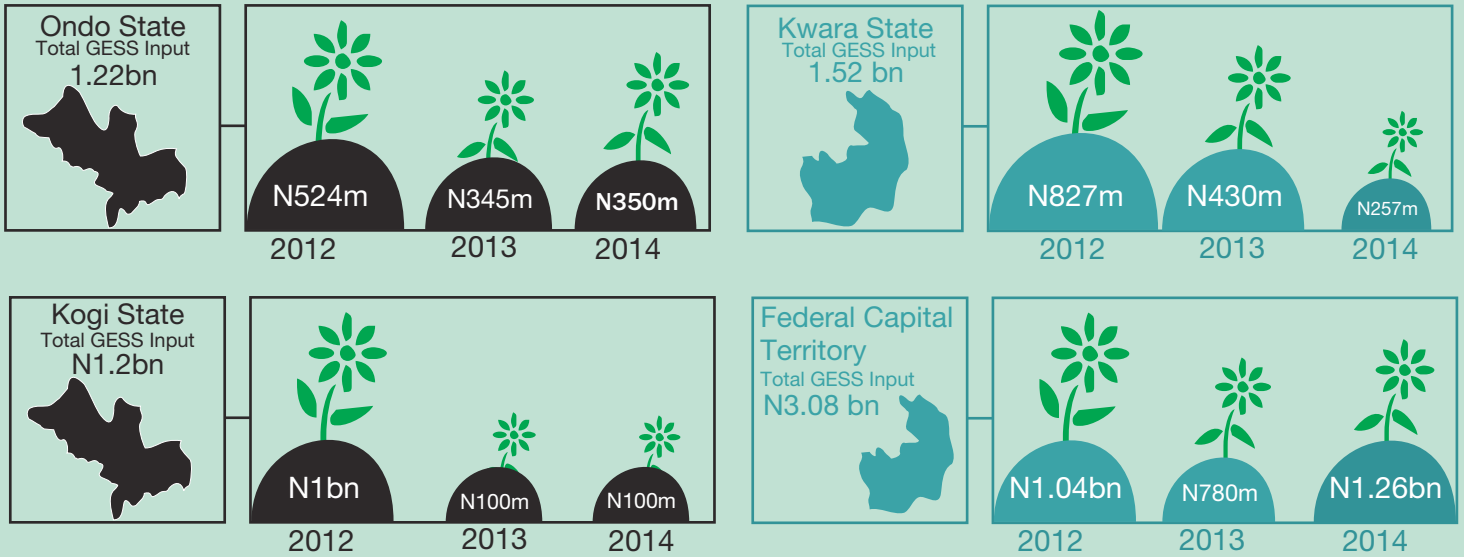 Ondo State
Total GESS Input
1.22bn
N524m
N345m
N350m
2012
2013
2014
Kwara State
Total GESS Input
1.52 bn
N827m
N430m
N257m
2012
2013
2014
Kogi State
Total GESS Input
N1.2bn
N1bn
N100m
N100m
2012
2013
2014
Federal Capital
Territory
Total GESS Input
N3.08 bn
N1.04bn
N780m
N1.26bn
2012
2013
2014